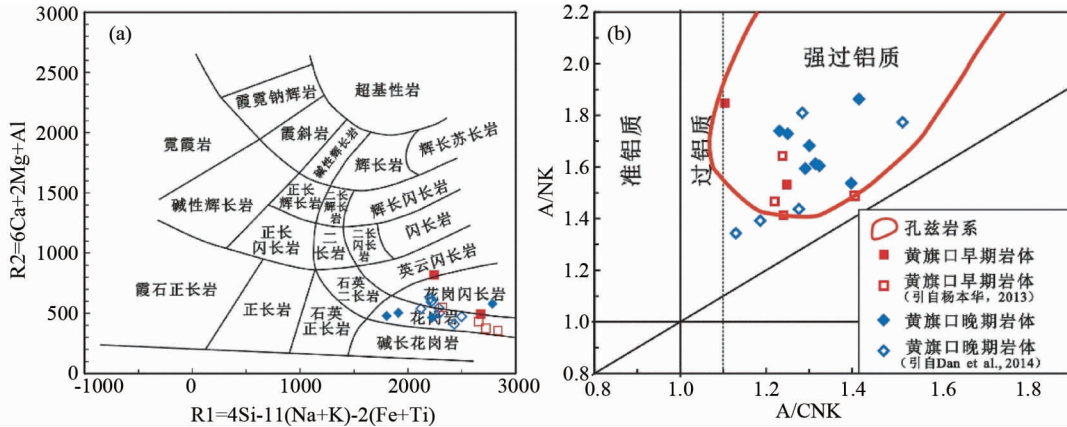 (a)
3000
2500
2000
1500
1000
500
0
-1000
0
1000
2000
3000
R2=6Ca+2Mg+Al
R1=4Si-11(Na+K)-2(Fe+Ti)
霞霓钠辉岩
超基性岩
霓霞岩
霞斜岩
碱性辉长岩
辉长岩
辉长苏长岩
碱性辉长岩
正长
辉长岩
二长
辉长岩
辉长闪长岩
正长
闪长岩
二
长岩
二长
闪长岩
闪长岩
英云闪长岩
霞石正长岩
正长岩
石英
正长岩
石英
二长岩
花岗闪长岩
花岗岩
碱长花岗岩
(b)
2.2
2.0
1.8
1.6
1.4
1.2
1.0
0.8
0.8
1.0
1.2
1.4
1.6
1.8
A/NK
A/CNK
准铝质
过铝质
强过铝质
孔兹岩系
黄旗口早期岩体
黄旗口早期岩体
(引自杨本华, 2013)
黄旗口晚期岩体
黄旗口晚期岩体
(引自Dan et al., 2014)